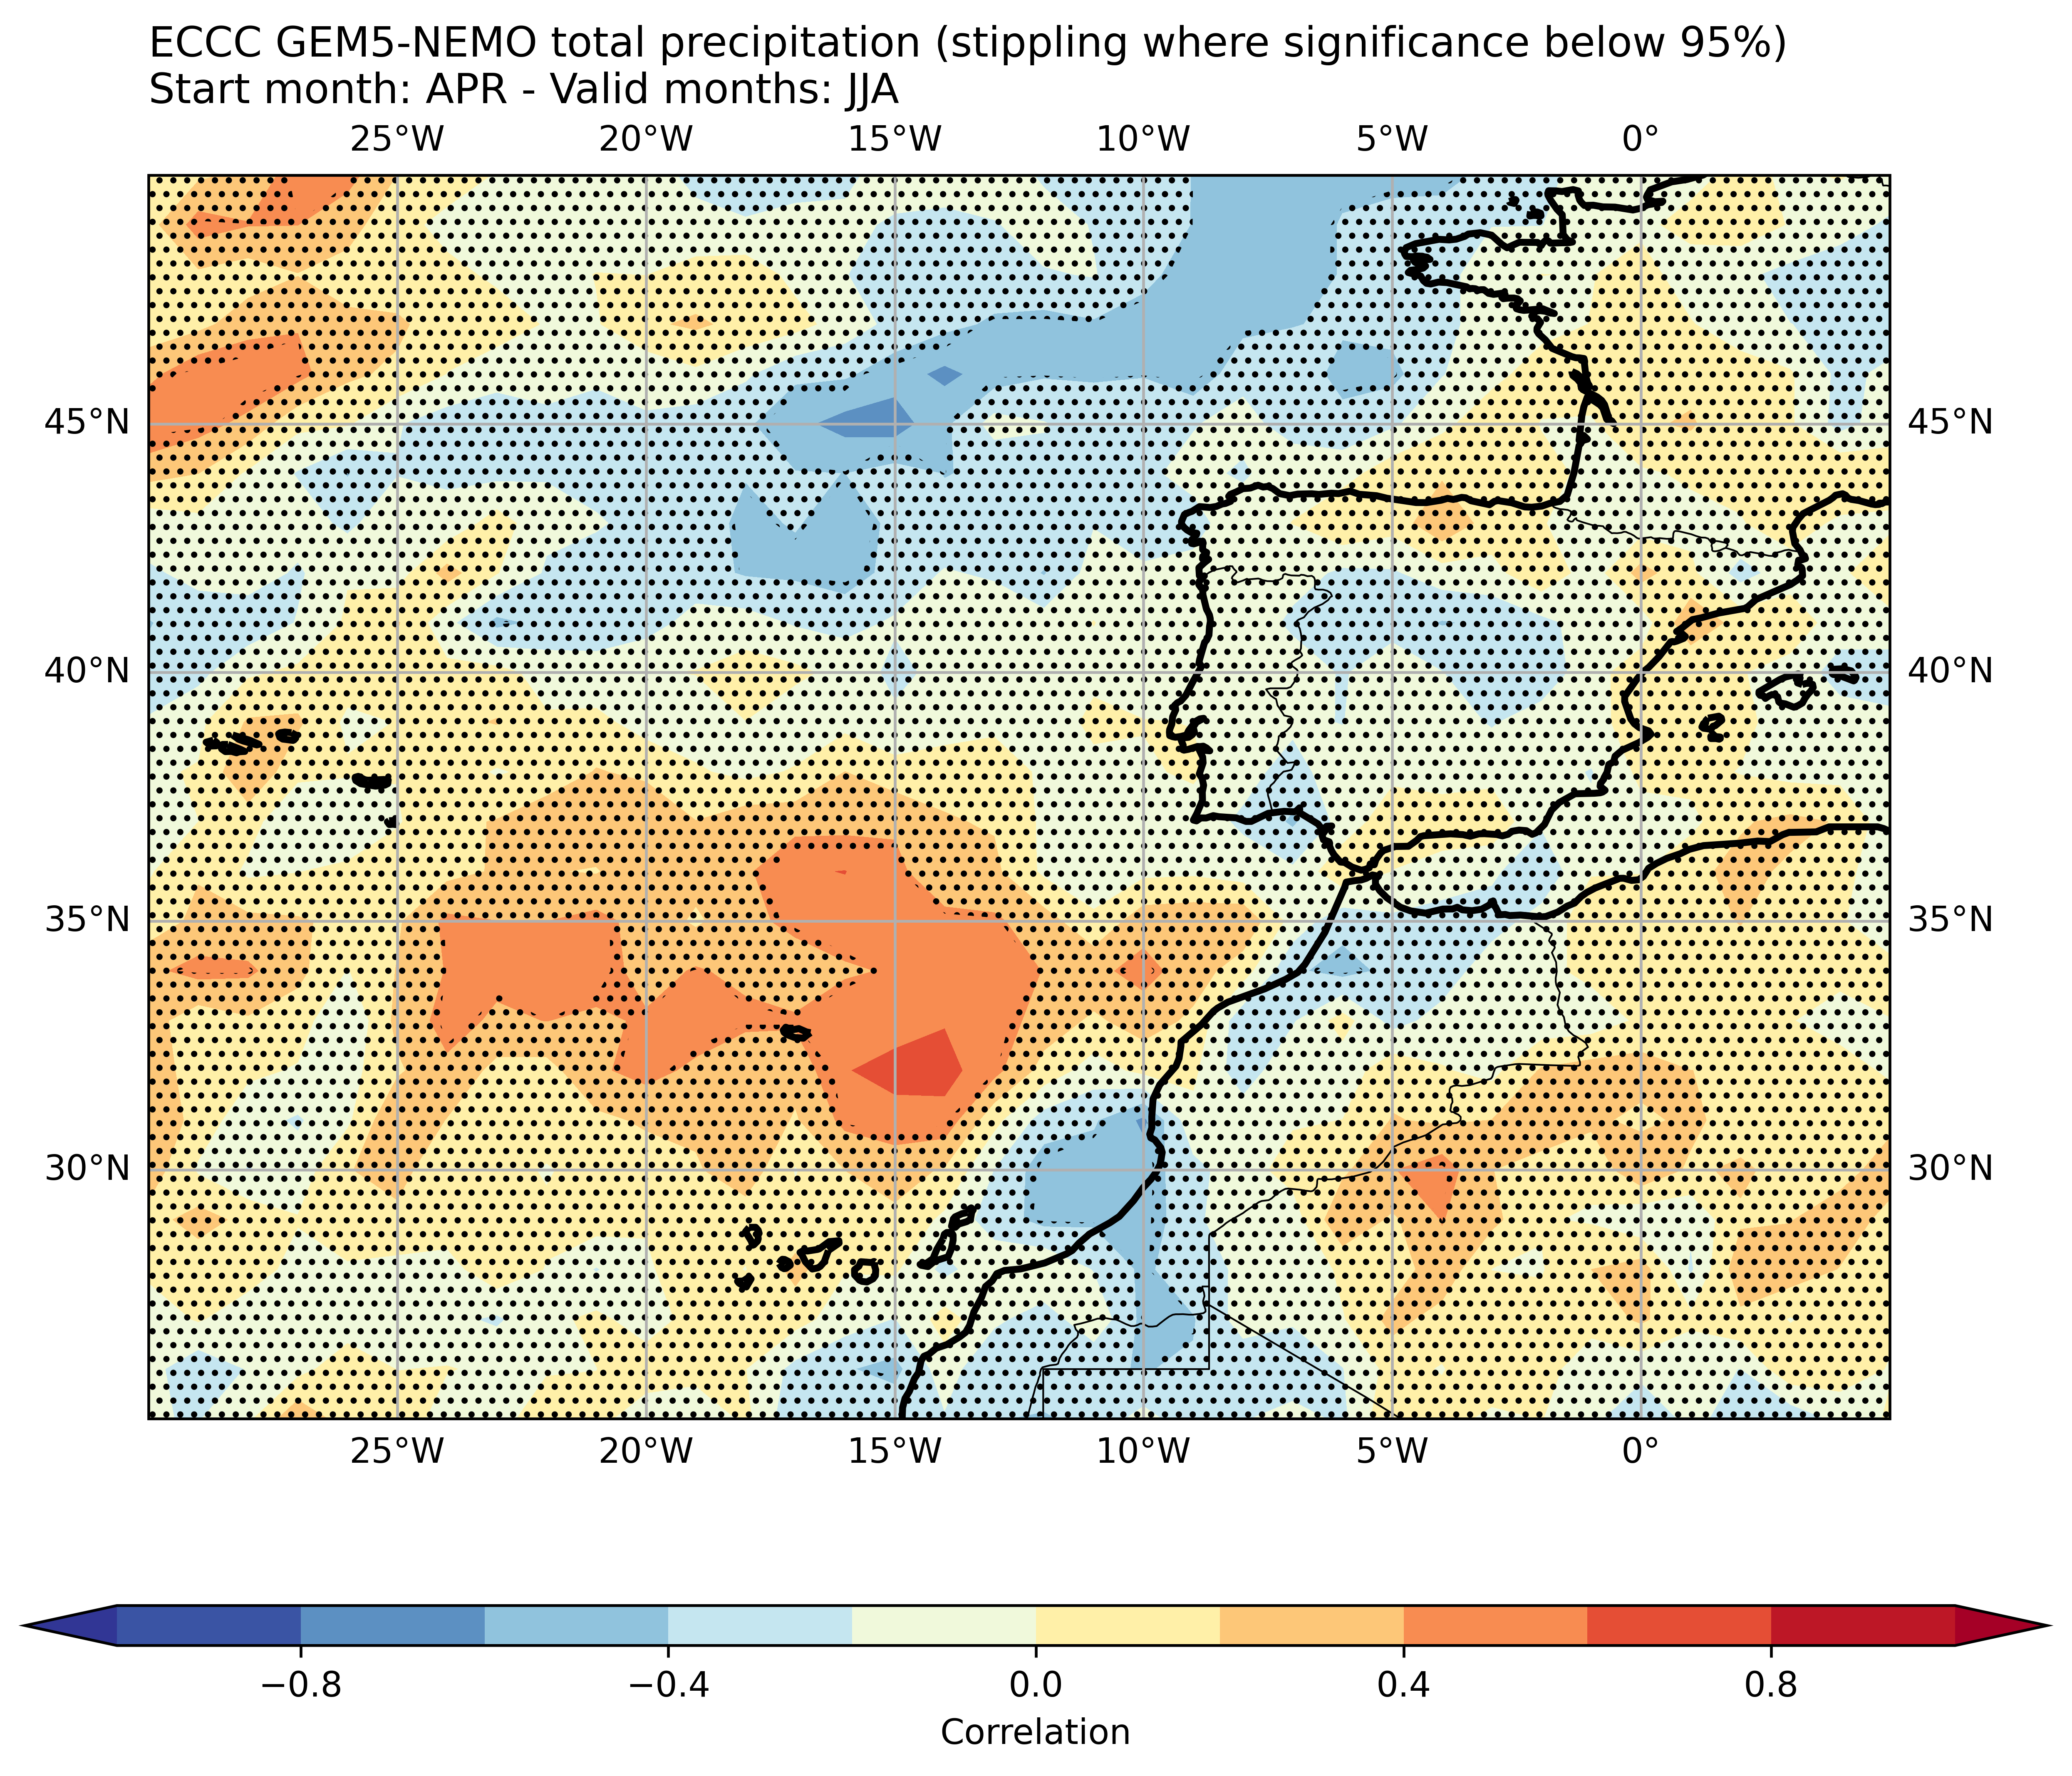 ECCC GEM5-NEMO total precipitation (stippling where significance below 95%)
Start month: APR - Valid months: JJA
25°W 20°W 15°W 10°W 5°W 0°
45°N 45°N
40°N 40°N
35°N 35°N
30°N 30°N
25°W 20°W 15°W 10°W 5°W 0°
−0.8 −0.4 0.0 0.4 0.8
Correlation